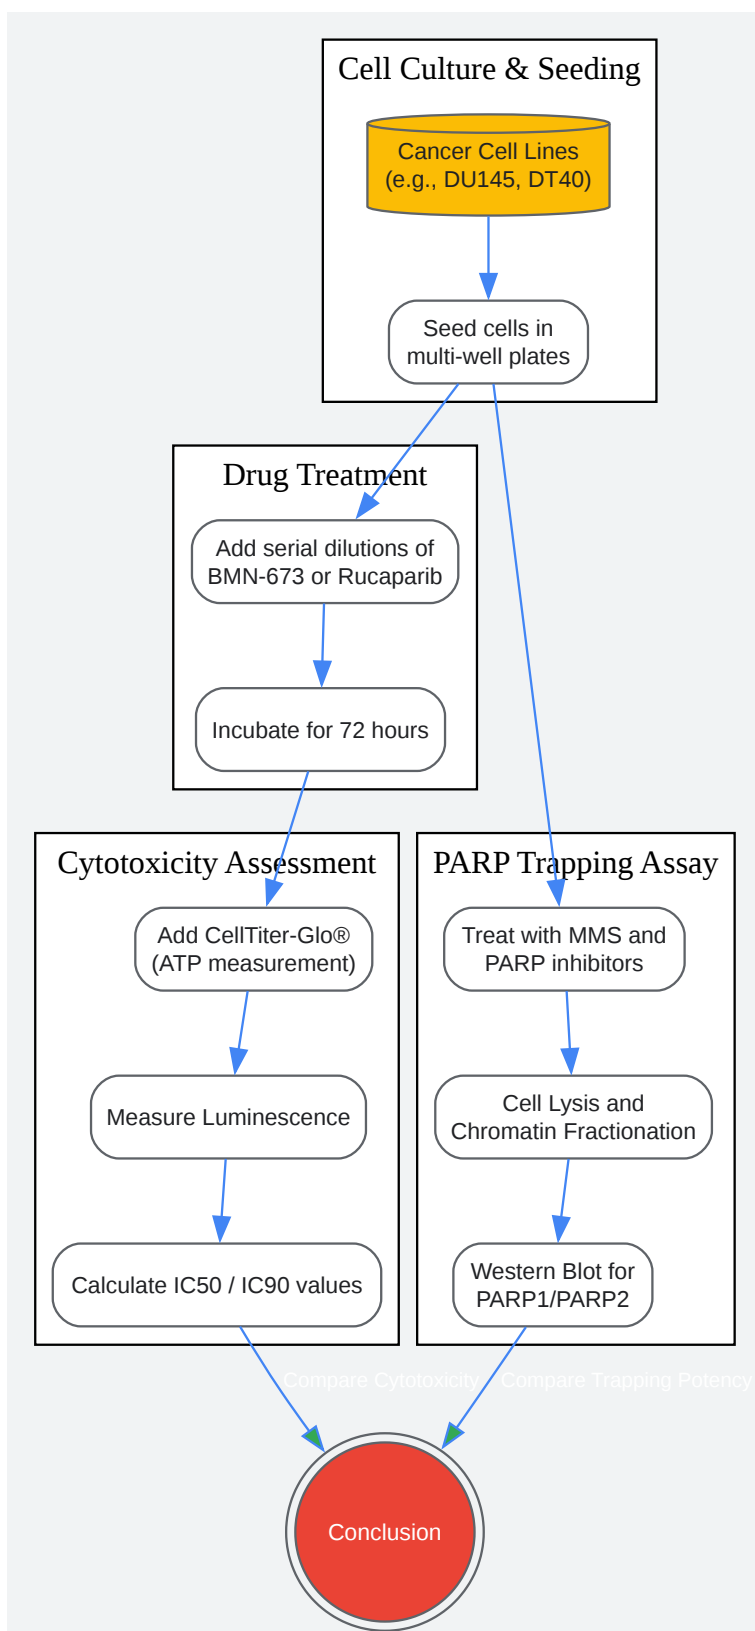 Cell Culture & Seeding
Cancer Cell Lines
(e.g., DU145, DT40)
Seed cells in
multi-well plates
Drug Treatment
Add serial dilutions of
BMN-673 or Rucaparib
Incubate for 72 hours
Cytotoxicity Assessment
Add CellTiter-Glo®
(ATP measurement)
Measure Luminescence
Calculate IC50 / IC90 values
PARP Trapping Assay
Treat with MMS and
PARP inhibitors
Cell Lysis and
Chromatin Fractionation
Western Blot for
PARP1/PARP2
Compare Cytotoxicity
Compare Trapping Potency
Conclusion